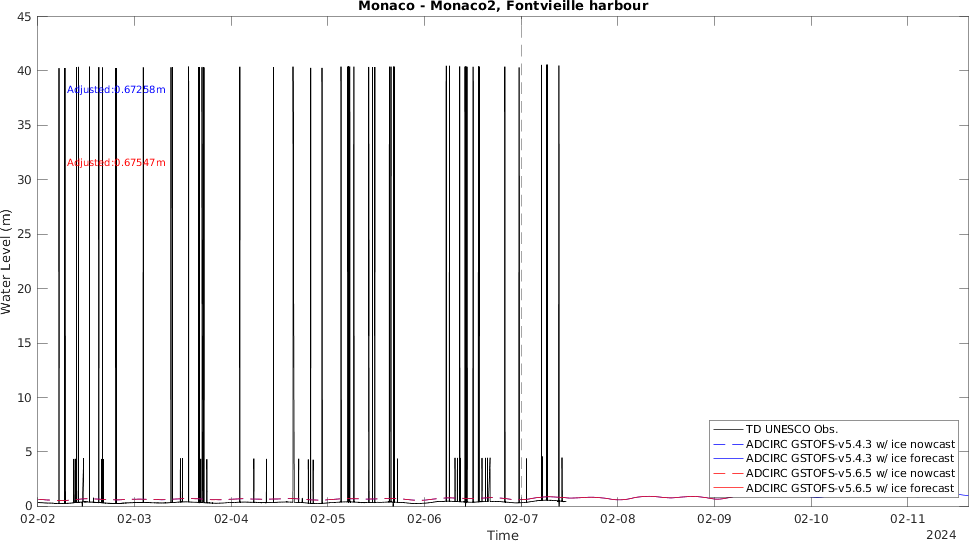 Monaco - Monaco2, Fontvieille harbour
45
40
35
30
25
20
15
10
5
0
Water Level (m)
Adjusted:0.67258m
Adjusted:0.67547m
TD UNESCO Obs.
ADCIRC GSTOFS-v5.4.3 w/ ice nowcast
ADCIRC GSTOFS-v5.4.3 w/ ice forecast
ADCIRC GSTOFS-v5.6.5 w/ ice nowcast
ADCIRC GSTOFS-v5.6.5 w/ ice forecast
02-02 02-03 02-04 02-05 02-06 02-07 02-08 02-09 02-10 02-11
Time
2024